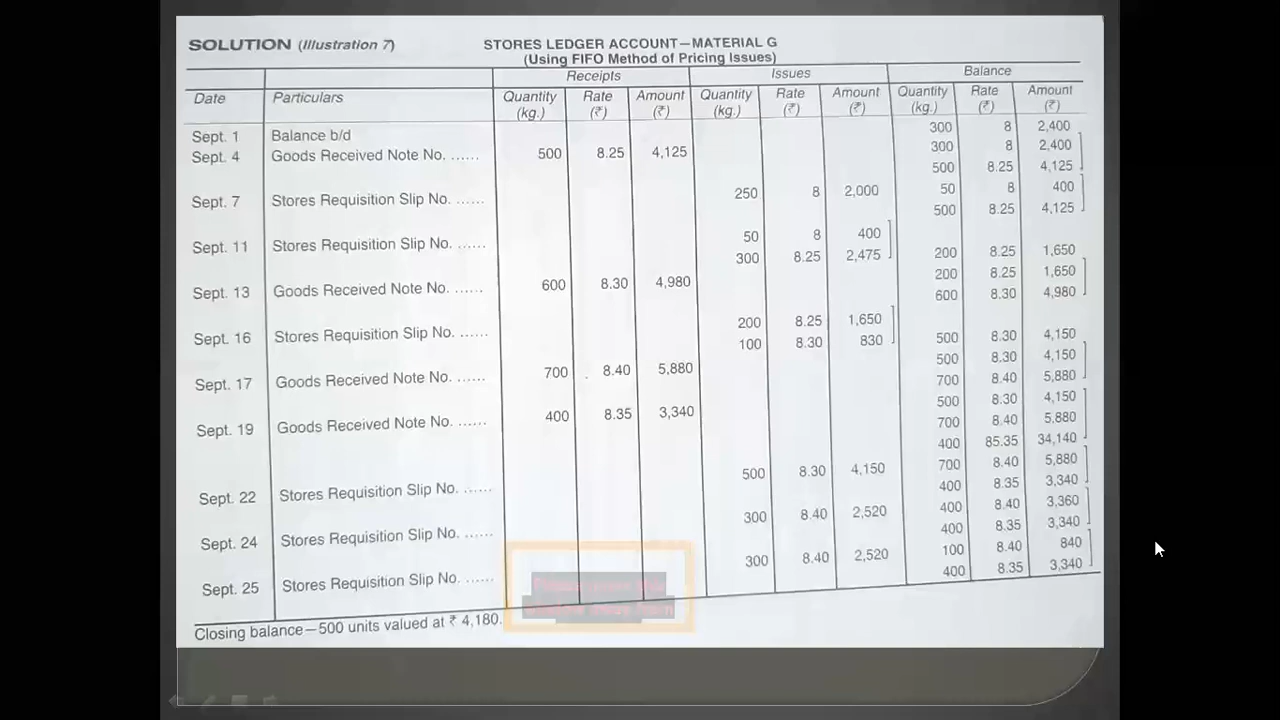 SOLUTION (Illustration 7) STORES LEDGER ACCOUNT—MATERIAL G
(Using FIFO Method of Pricing Issues)
Receipts Issues Balance
Date Particulars Quantity Rate Amount Quantity Rate Amount Quantity Rate Amount
(kg.) (₹) (₹) (kg.) (₹) (₹) (kg.) (₹) (₹)
Sept. 1 Balance b/d 300 8 2,400
Sept. 4 Goods Received Note No. ...... 500 8.25 4,125 300 8 2,400
500 8.25 4,125
Sept. 7 Stores Requisition Slip No. ...... 250 8 2,000 50 8 400
500 8.25 4,125
Sept. 11 Stores Requisition Slip No. ...... 50 8 400
300 8.25 2,475 200 8.25 1,650
Sept. 13 Goods Received Note No. ...... 600 8.30 4,980 200 8.25 1,650
600 8.30 4,980
Sept. 16 Stores Requisition Slip No. ...... 200 8.25 1,650
100 8.30 830 500 8.30 4,150
Sept. 17 Goods Received Note No. ...... 700 8.40 5,880 500 8.30 4,150
700 8.40 5,880
Sept. 19 Goods Received Note No. ...... 400 8.35 3,340 500 8.30 4,150
700 8.40 5,880
400 85.35 34,140
Sept. 22 Stores Requisition Slip No. ...... 500 8.30 4,150 700 8.40 5,880
400 8.35 3,340
Sept. 24 Stores Requisition Slip No. ...... 300 8.40 2,520 400 8.40 3,360
400 8.35 3,340
Sept. 25 Stores Requisition Slip No. ...... 300 8.40 2,520 100 8.40 840
400 8.35 3,340
Closing balance—500 units valued at ₹ 4,180.